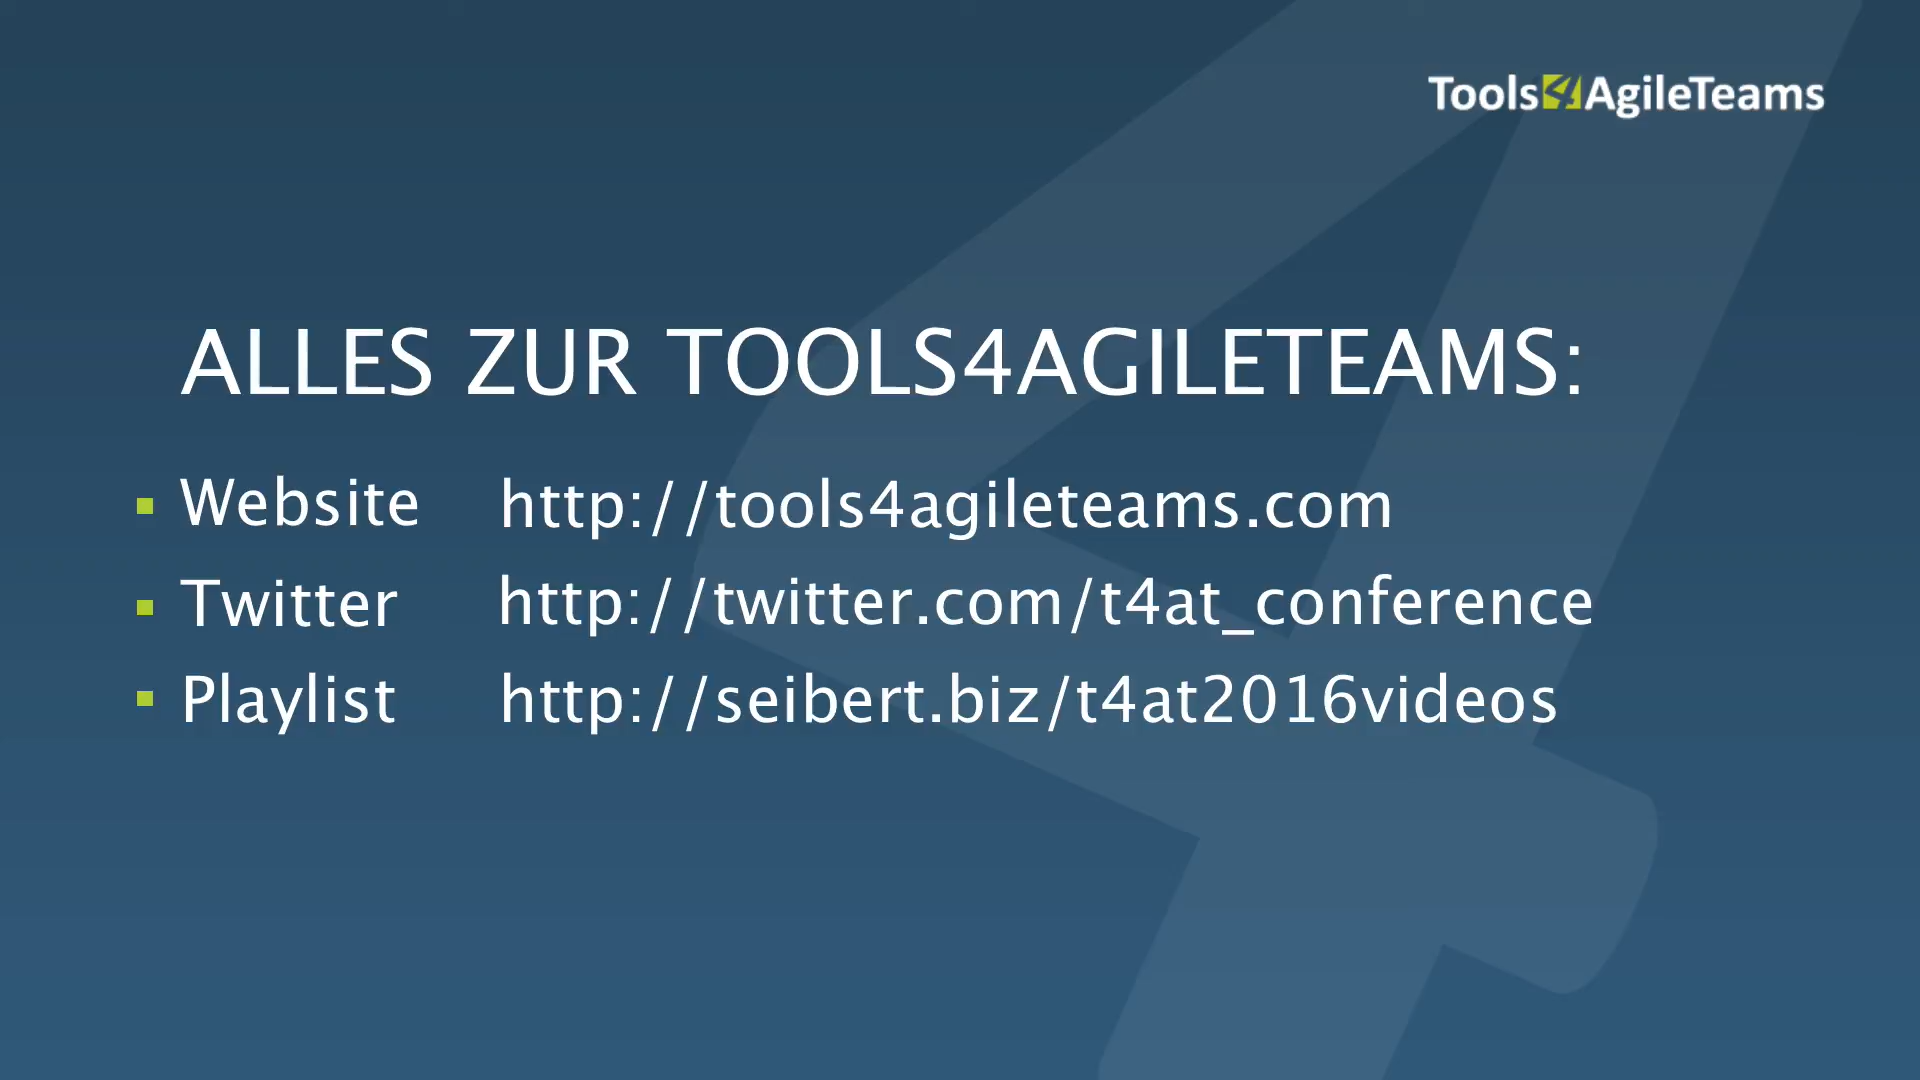 Tools4AgileTeams
ALLES ZUR TOOLS4AGILETEAMS:
Website http://tools4agileteams.com
Twitter http://twitter.com/t4at_conference
Playlist http://seibert.biz/t4at2016videos